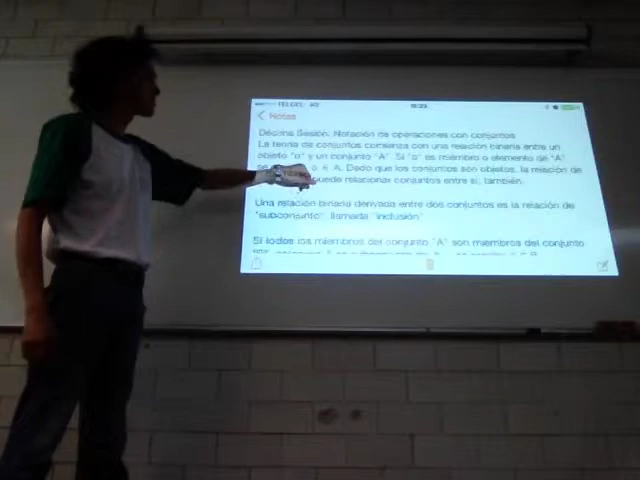 TELCEL 4G
Notas
Décima Sesión. Notación de operaciones con conjuntos
La teoría de conjuntos comienza con una relación binaria entre un
objeto "o" y un conjunto "A". Si "o" es miembro o elemento de "A"
se o ∈ A. Dado que los conjuntos son objetos, la relación de
puede relacionar conjuntos entre sí, también.
Una relación binaria derivada entre dos conjuntos es la relación de
"subconjunto", llamada "inclusión"
Si todos los miembros del conjunto "A" son miembros del conjunto